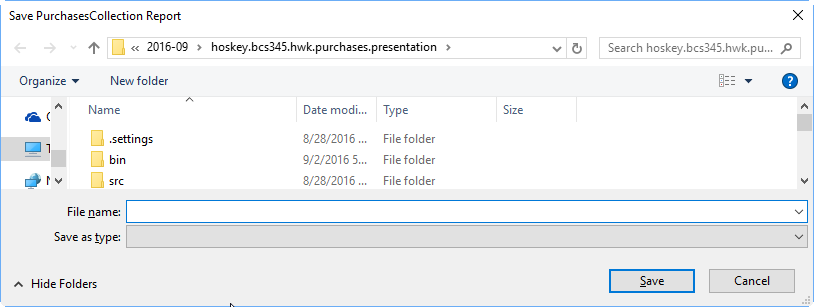 Save PurchasesCollection Report
« 2016-09 > hoskey.bcs345.hwk.purchases.presentation >
Search hoskey.bcs345.hwk.pu...
Organize New folder
Name Date modi... Type Size
.settings 8/28/2016 ... File folder
bin 9/2/2016 5... File folder
src 8/28/2016 ... File folder
File name:
Save as type:
Hide Folders Save Cancel